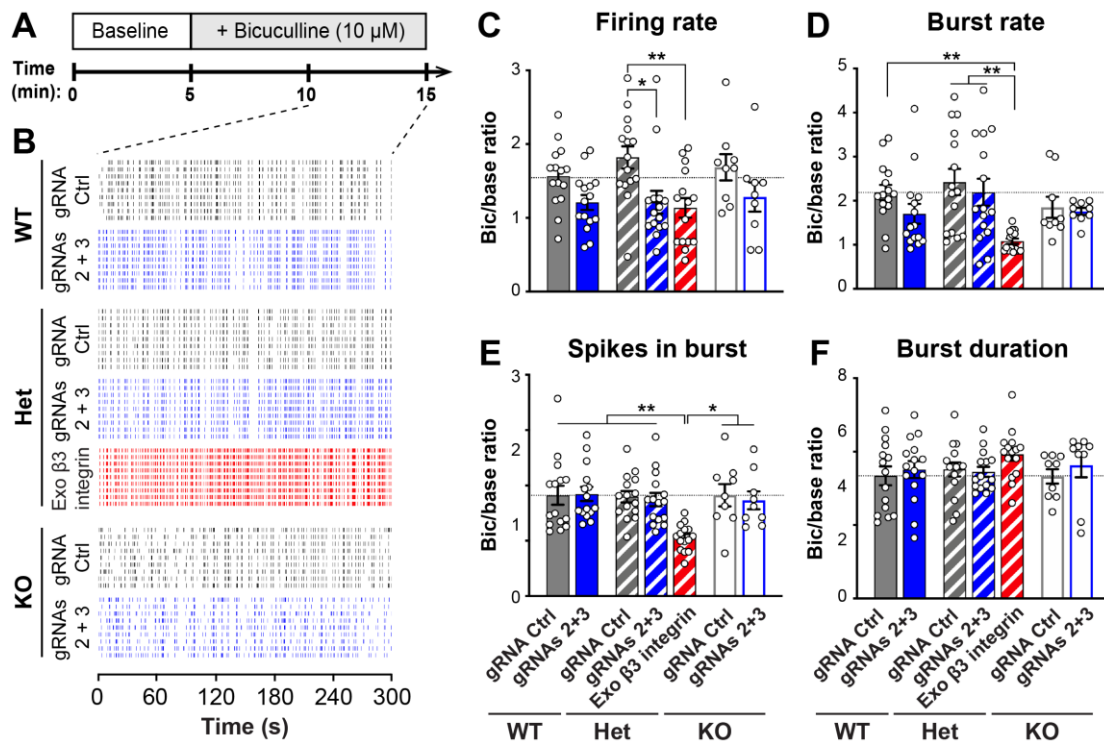 A
Baseline
+ Bicuculline (10 µM)
Time
(min):
0
5
10
15
B
WT
gRNA
Ctrl
gRNAs
2 + 3
Het
gRNA
Ctrl
gRNAs
2 + 3
Exo β3
integrin
KO
gRNA
Ctrl
gRNAs
2 + 3
0 60 120 180 240 300
Time (s)
C
Firing rate
Bic/base ratio
3
2
1
0
**
*
D
Burst rate
Bic/base ratio
5
4
3
2
1
0
**
**
E
Spikes in burst
Bic/base ratio
3
2
1
0
**
*
gRNA Ctrl
gRNAs 2+3
gRNA Ctrl
gRNAs 2+3
Exo β3 integrin
gRNA Ctrl
gRNAs 2+3
WT Het KO
F
Burst duration
Bic/base ratio
8
6
4
2
0
gRNA Ctrl
gRNAs 2+3
gRNA Ctrl
gRNAs 2+3
Exo β3 integrin
gRNA Ctrl
gRNAs 2+3
WT Het KO